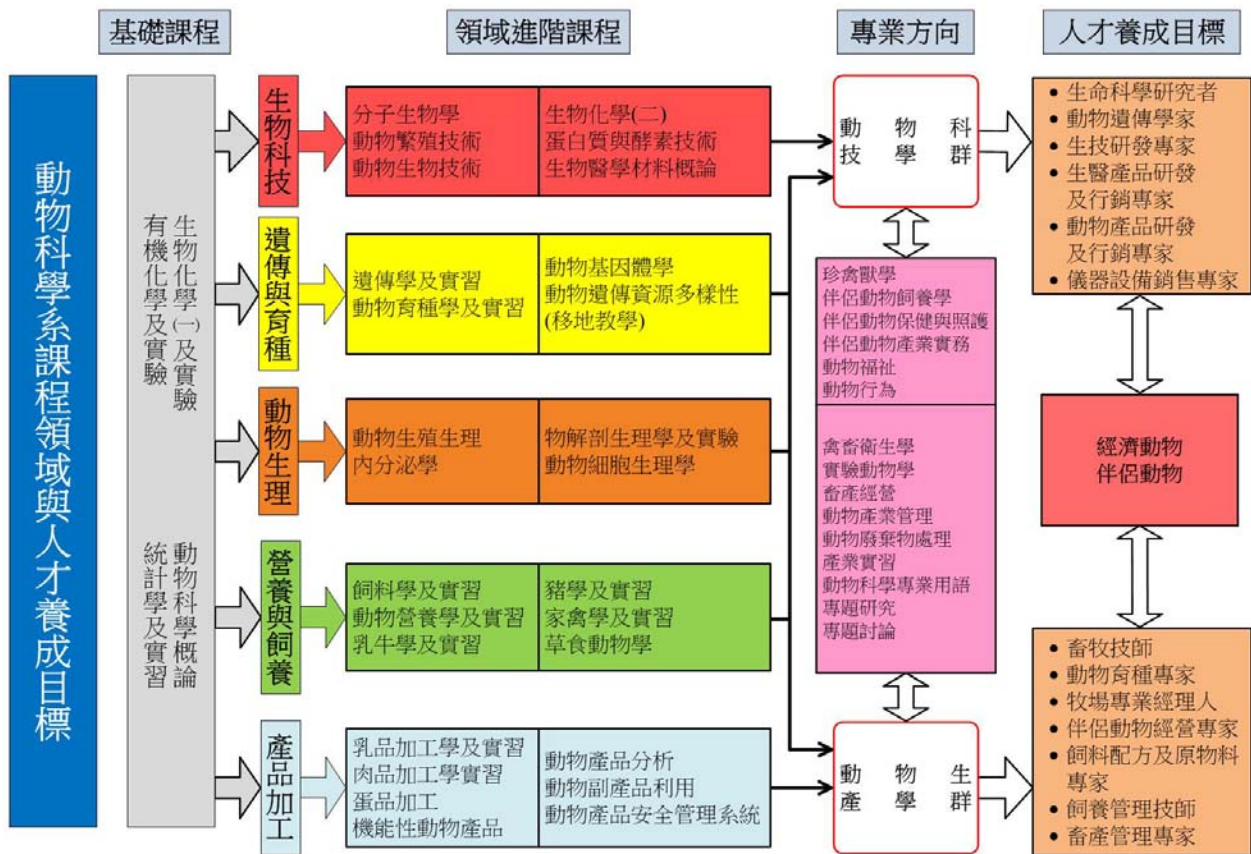 基礎課程
領域進階課程
專業方向
人才養成目標
動物科學系課程領域與人才養成目標
生物化學㈠及實驗
有機化學及實驗
動物科學概論
統計學及實習
生物科技
分子生物學
動物繁殖技術
動物生物技術
生物化學(二)
蛋白質與酵素技術
生物醫學材料概論
遺傳與育種
遺傳學及實習
動物育種學及實習
動物基因體學
動物遺傳資源多樣性
(移地教學)
動物生理
動物生殖生理
內分泌學
物解剖生理學及實驗
動物細胞生理學
營養與飼養
飼料學及實習
動物營養學及實習
乳牛學及實習
豬學及實習
家禽學及實習
草食動物學
產品加工
乳品加工學及實習
肉品加工學實習
蛋品加工
機能性動物產品
動物產品分析
動物副產品利用
動物產品安全管理系統
動物科
技學群
珍禽獸學
伴侶動物飼養學
伴侶動物保健與照護
伴侶動物產業實務
動物福祉
動物行為
禽畜衛生學
實驗動物學
畜產經營
動物產業管理
動物廢棄物處理
產業實習
動物科學專業用語
專題研究
專題討論
動物生
產學群
• 生命科學研究者
• 動物遺傳學家
• 生技研發專家
• 生醫產品研發
及行銷專家
• 動物產品研發
及行銷專家
• 儀器設備銷售專家
經濟動物
伴侶動物
• 畜牧技師
• 動物育種專家
• 牧場專業經理人
• 伴侶動物經營專家
• 飼料配方及原物料
專家
• 飼養管理技師
• 畜產管理專家